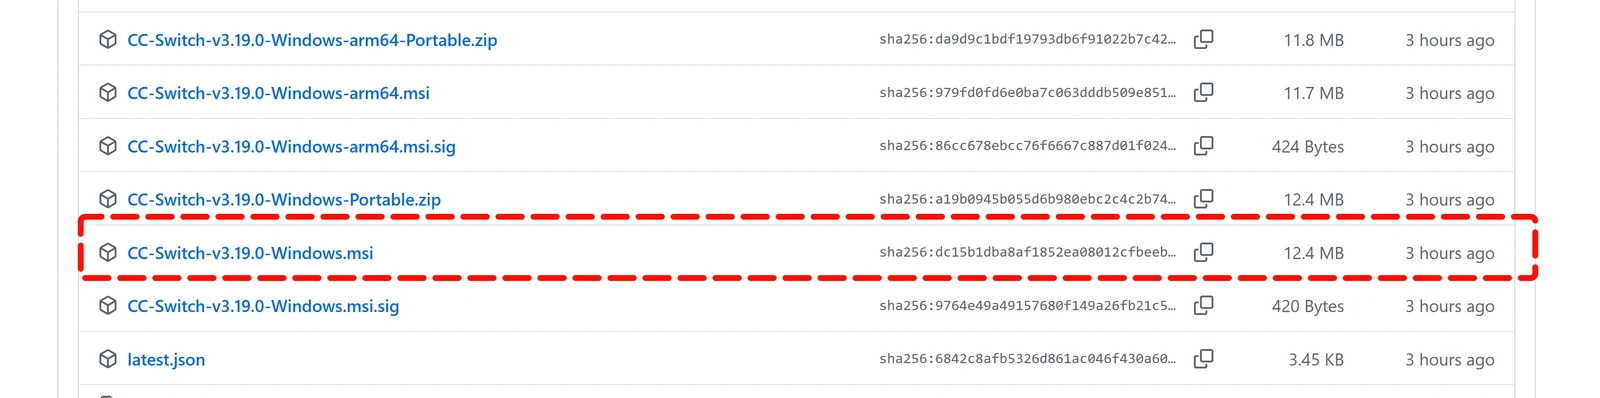 CC-Switch-v3.19.0-Windows-arm64-Portable.zip sha256:da9d9c1bdf19793db6f91022b7c42… 11.8 MB 3 hours ago
CC-Switch-v3.19.0-Windows-arm64.msi sha256:979fd0fd6e0ba7c063dddb509e851… 11.7 MB 3 hours ago
CC-Switch-v3.19.0-Windows-arm64.msi.sig sha256:86cc678ebcc76f6667c887d01f024… 424 Bytes 3 hours ago
CC-Switch-v3.19.0-Windows-Portable.zip sha256:a19b0945b055d6b980ebc2c4c2b74… 12.4 MB 3 hours ago
CC-Switch-v3.19.0-Windows.msi sha256:dc15b1dba8af1852ea08012cfbeeb… 12.4 MB 3 hours ago
CC-Switch-v3.19.0-Windows.msi.sig sha256:9764e49a49157680f149a26fb21c5… 420 Bytes 3 hours ago
latest.json sha256:6842c8afb5326d861ac046f430a60… 3.45 KB 3 hours ago